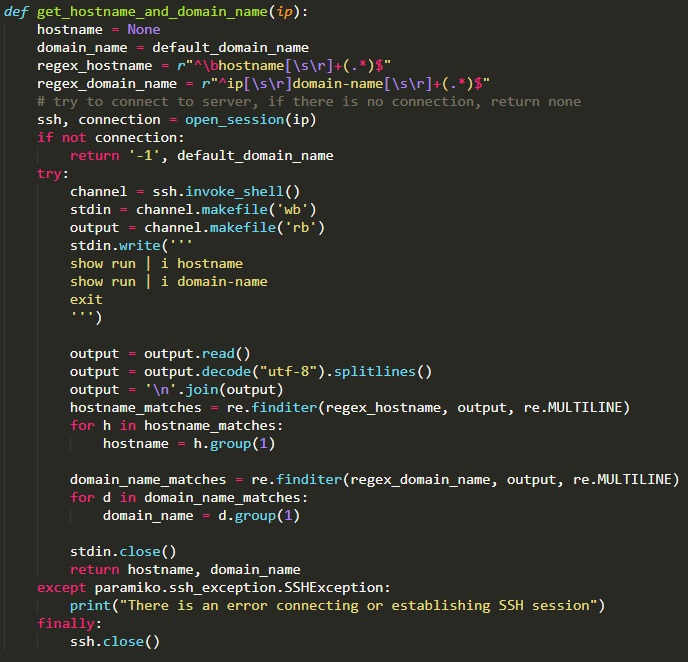 def get_hostname_and_domain_name(ip):
    hostname = None
    domain_name = default_domain_name
    regex_hostname = r"^\bhostname[\s\r]+(.*)$"
    regex_domain_name = r"^ip[\s\r]domain-name[\s\r]+(.*)$"
    # try to connect to server, if there is no connection, return none
    ssh, connection = open_session(ip)
    if not connection:
        return '-1', default_domain_name
    try:
        channel = ssh.invoke_shell()
        stdin = channel.makefile('wb')
        output = channel.makefile('rb')
        stdin.write('''
        show run | i hostname
        show run | i domain-name
        exit
        ''')

        output = output.read()
        output = output.decode("utf-8").splitlines()
        output = '\n'.join(output)
        hostname_matches = re.finditer(regex_hostname, output, re.MULTILINE)
        for h in hostname_matches:
            hostname = h.group(1)

        domain_name_matches = re.finditer(regex_domain_name, output, re.MULTILINE)
        for d in domain_name_matches:
            domain_name = d.group(1)

        stdin.close()
        return hostname, domain_name
    except paramiko.ssh_exception.SSHException:
        print("There is an error connecting or establishing SSH session")
    finally:
        ssh.close()